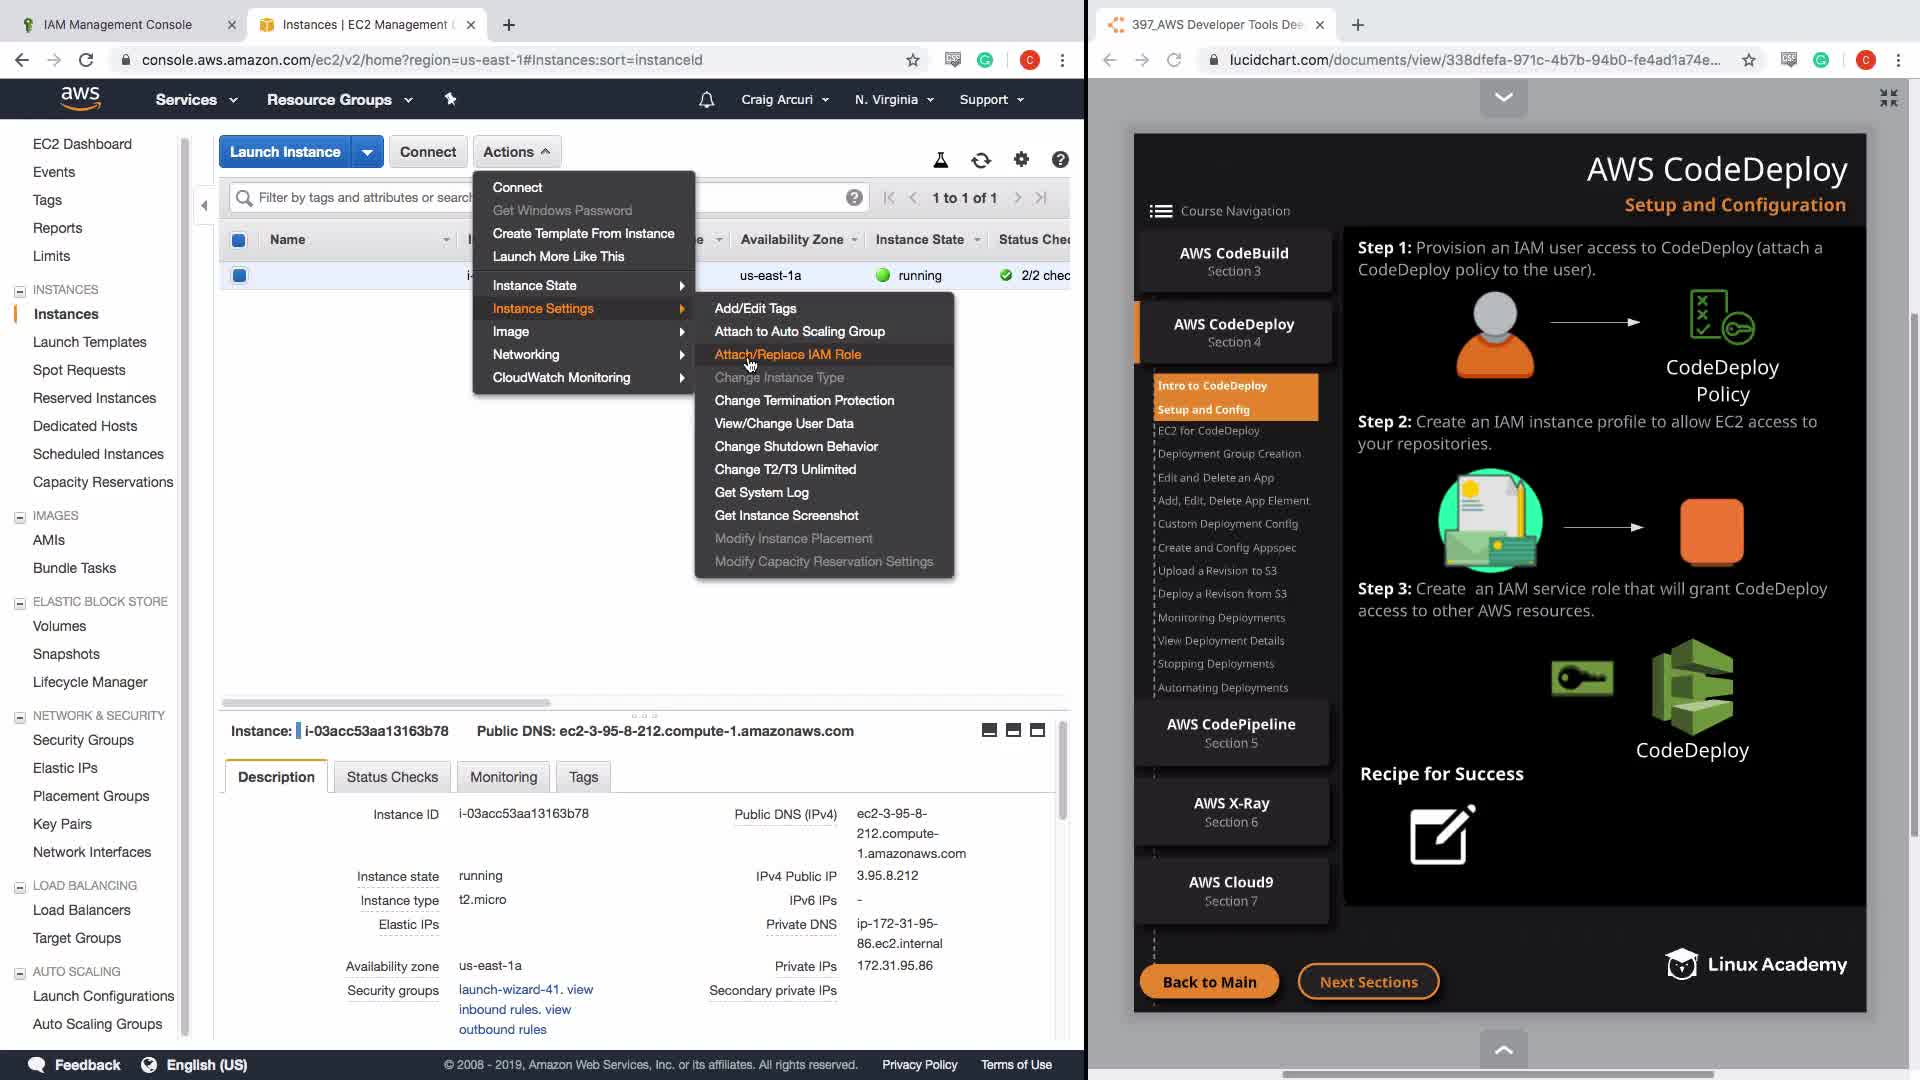 IAM Management Console
Instances | EC2 Management
397_AWS Developer Tools Dee
console.aws.amazon.com/ec2/v2/home?region=us-east-1#Instances:sort=instanceId
C
lucidchart.com/documents/view/338dfefa-971c-4b7b-94b0-fe4ad1a74e...
C
aws
Services
Resource Groups
Craig Arcuri
N. Virginia
Support
EC2 Dashboard
Events
Tags
Reports
Limits
INSTANCES
Instances
Launch Templates
Spot Requests
Reserved Instances
Dedicated Hosts
Scheduled Instances
Capacity Reservations
IMAGES
AMIs
Bundle Tasks
ELASTIC BLOCK STORE
Volumes
Snapshots
Lifecycle Manager
NETWORK & SECURITY
Security Groups
Elastic IPs
Placement Groups
Key Pairs
Network Interfaces
LOAD BALANCING
Load Balancers
Target Groups
AUTO SCALING
Launch Configurations
Auto Scaling Groups
Launch Instance
Connect
Actions
Filter by tags and attributes or search
1 to 1 of 1
Name
Availability Zone
Instance State
Status Chec
us-east-1a
running
2/2 chec
Connect
Get Windows Password
Create Template From Instance
Launch More Like This
Instance State
Instance Settings
Image
Networking
CloudWatch Monitoring
Add/Edit Tags
Attach to Auto Scaling Group
Attach/Replace IAM Role
Change Instance Type
Change Termination Protection
View/Change User Data
Change Shutdown Behavior
Change T2/T3 Unlimited
Get System Log
Get Instance Screenshot
Modify Instance Placement
Modify Capacity Reservation Settings
Instance: i-03acc53aa13163b78 Public DNS: ec2-3-95-8-212.compute-1.amazonaws.com
Description
Status Checks
Monitoring
Tags
Instance ID i-03acc53aa13163b78
Instance state running
Instance type t2.micro
Elastic IPs
Availability zone us-east-1a
Security groups launch-wizard-41. view
inbound rules. view
outbound rules
Public DNS (IPv4) ec2-3-95-8-
212.compute-
1.amazonaws.com
IPv4 Public IP 3.95.8.212
IPv6 IPs -
Private DNS ip-172-31-95-
86.ec2.internal
Private IPs 172.31.95.86
Secondary private IPs
Feedback
English (US)
© 2008 - 2019, Amazon Web Services, Inc. or its affiliates. All rights reserved.
Privacy Policy
Terms of Use
AWS CodeDeploy
Setup and Configuration
Course Navigation
AWS CodeBuild
Section 3
AWS CodeDeploy
Section 4
Intro to CodeDeploy
Setup and Config
EC2 for CodeDeploy
Deployment Group Creation
Edit and Delete an App
Add, Edit, Delete App Element
Custom Deployment Config
Create and Config Appspec
Upload a Revision to S3
Deploy a Revison from S3
Monitoring Deployments
View Deployment Details
Stopping Deployments
Automating Deployments
AWS CodePipeline
Section 5
AWS X-Ray
Section 6
AWS Cloud9
Section 7
Step 1: Provision an IAM user access to CodeDeploy (attach a
CodeDeploy policy to the user).
CodeDeploy
Policy
Step 2: Create an IAM instance profile to allow EC2 access to
your repositories.
Step 3: Create an IAM service role that will grant CodeDeploy
access to other AWS resources.
CodeDeploy
Recipe for Success
Back to Main
Next Sections
Linux Academy